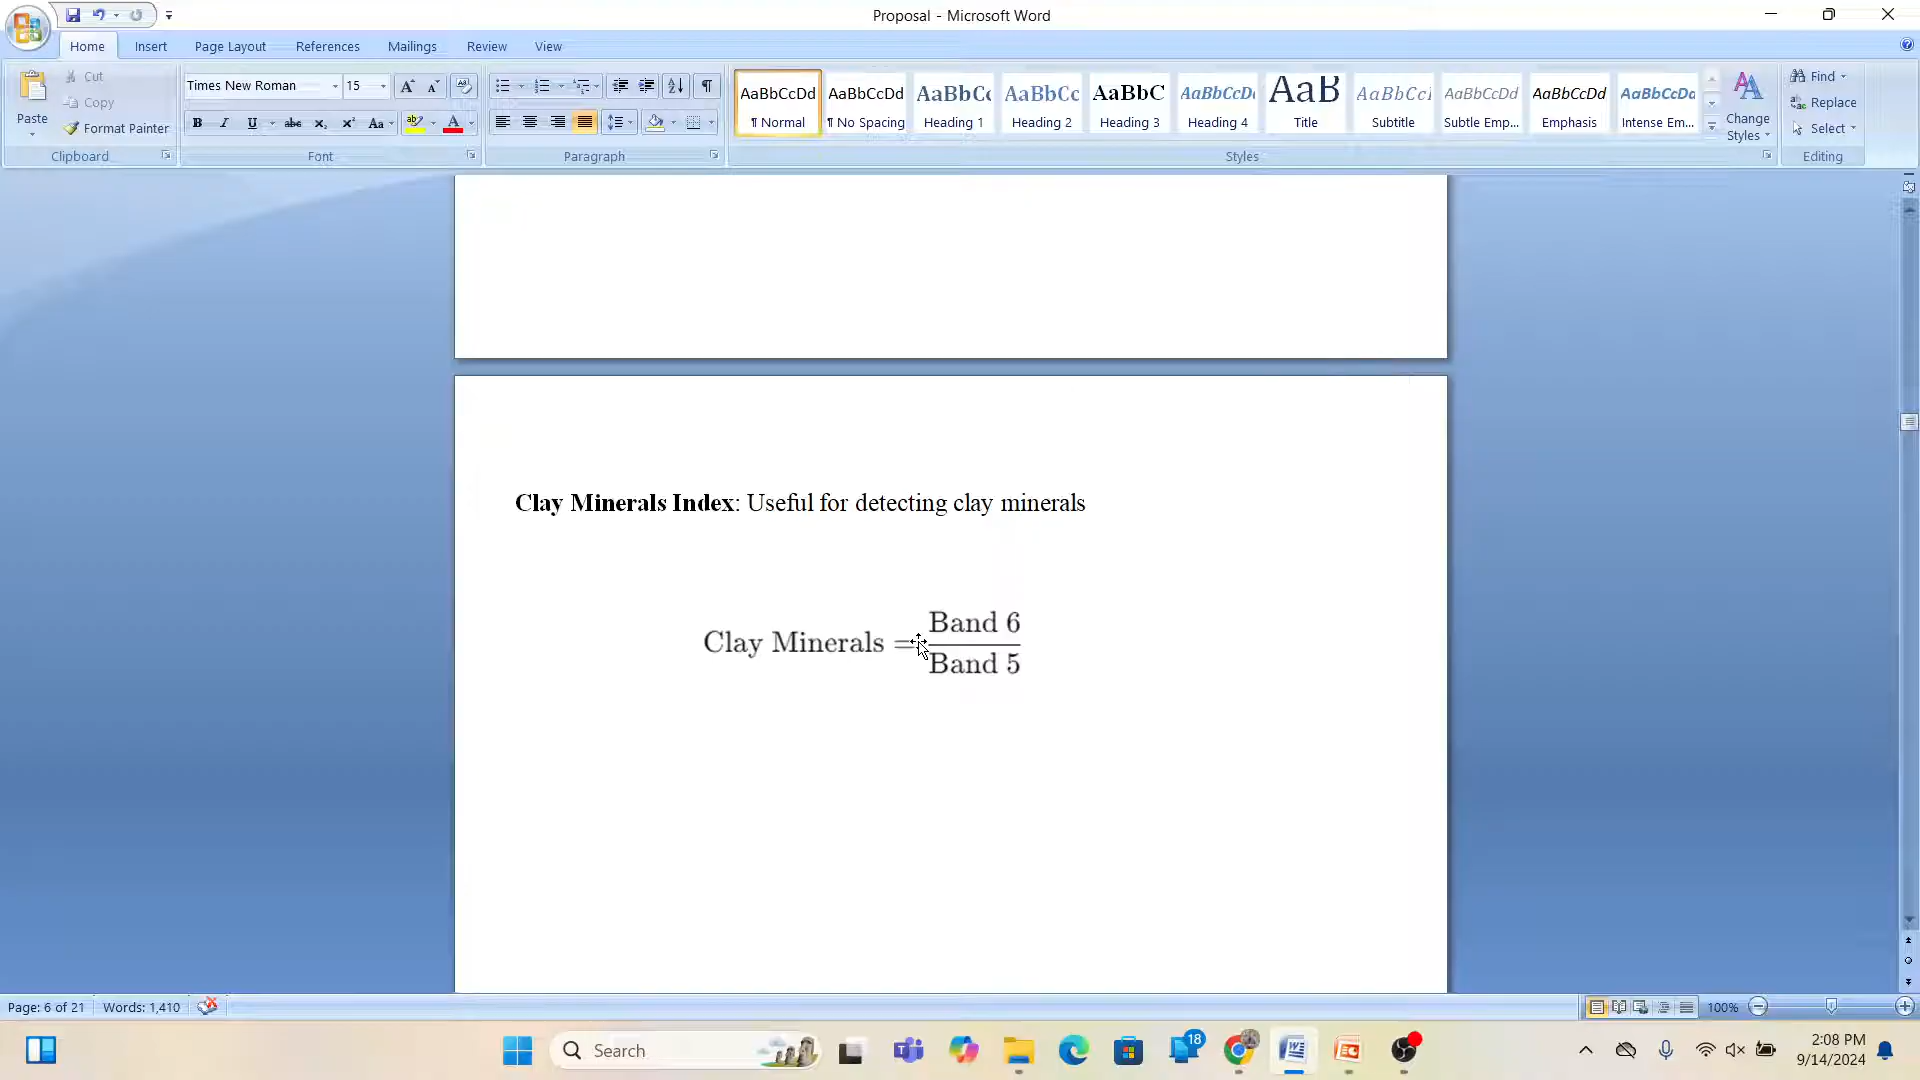 Proposal - Microsoft Word
Home Insert Page Layout References Mailings Review View
Cut
Copy
Format Painter
Paste
Clipboard
Times New Roman 15
Font
Paragraph
AaBbCcDd AaBbCcDd AaBbCc AaBbCc AaBbC AaBbCcDd AaB AaBbCcI AaBbCcDd AaBbCcDd AaBbCcDd
¶ Normal ¶ No Spacing Heading 1 Heading 2 Heading 3 Heading 4 Title Subtitle Subtle Emp... Emphasis Intense Em...
Styles
Change
Styles
Find
Replace
Select
Editing
Clay Minerals Index: Useful for detecting clay minerals
Clay Minerals = Band 6
Band 5
Page: 6 of 21 Words: 1,410
100%
Search
18
2:08 PM
9/14/2024